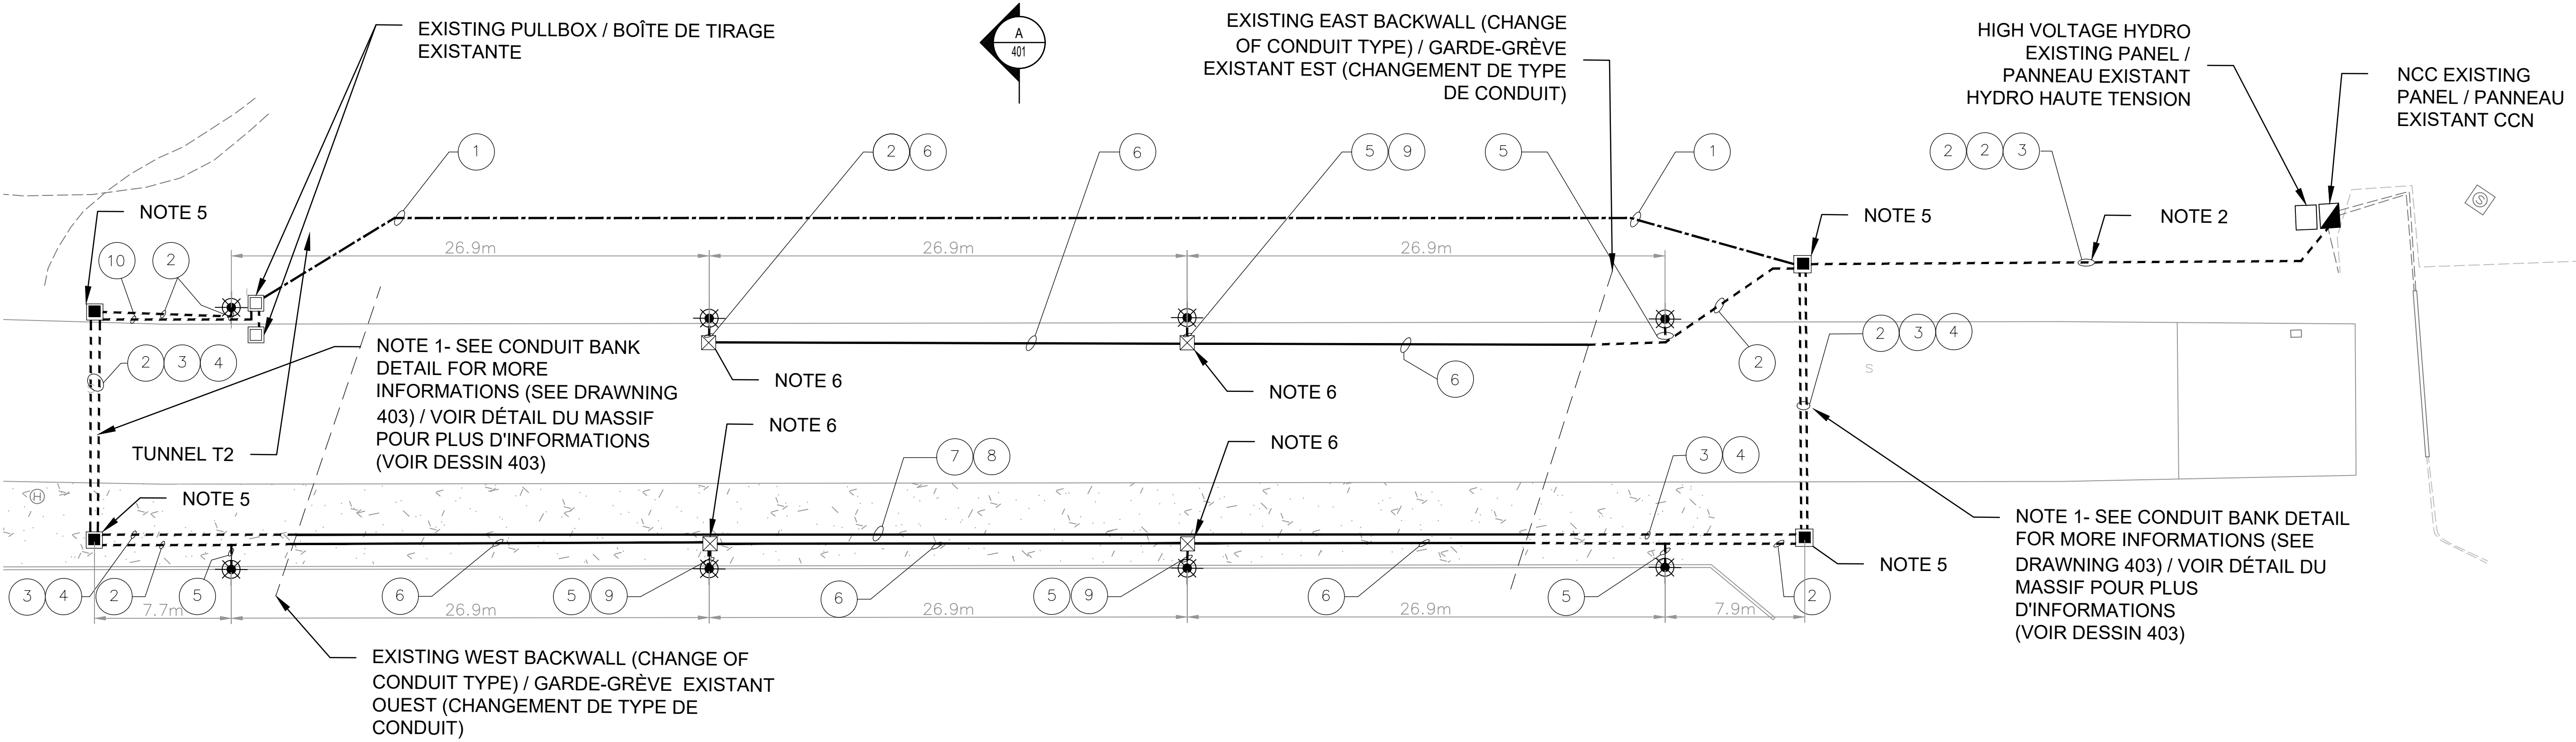 EXISTING PULLBOX / BOÎTE DE TIRAGE
EXISTANTE
A
401
EXISTING EAST BACKWALL (CHANGE
OF CONDUIT TYPE) / GARDE-GRÈVE
EXISTANT EST (CHANGEMENT DE TYPE
DE CONDUIT)
HIGH VOLTAGE HYDRO
EXISTING PANEL /
PANNEAU EXISTANT
HYDRO HAUTE TENSION
NCC EXISTING
PANEL / PANNEAU
EXISTANT CCN
1
2 6
6
5 9
5
1
2 2 3
S
NOTE 5
NOTE 5
NOTE 2
10 2
26.9m
26.9m
26.9m
2 3 4
NOTE 1- SEE CONDUIT BANK
DETAIL FOR MORE
INFORMATIONS (SEE DRAWING
403) / VOIR DÉTAIL DU MASSIF
POUR PLUS D'INFORMATIONS
(VOIR DESSIN 403)
TUNNEL T2
NOTE 6
NOTE 6
6
2
2 3 4
S
NOTE 6
NOTE 6
7 8
3 4
H
NOTE 5
NOTE 5
NOTE 1- SEE CONDUIT BANK DETAIL
FOR MORE INFORMATIONS (SEE
DRAWING 403) / VOIR DÉTAIL DU
MASSIF POUR PLUS
D'INFORMATIONS
(VOIR DESSIN 403)
3 4 2 5
6
5 9
6
5 9
6
5
2
7.7m
26.9m
26.9m
26.9m
7.9m
EXISTING WEST BACKWALL (CHANGE OF
CONDUIT TYPE) / GARDE-GRÈVE EXISTANT
OUEST (CHANGEMENT DE TYPE DE
CONDUIT)